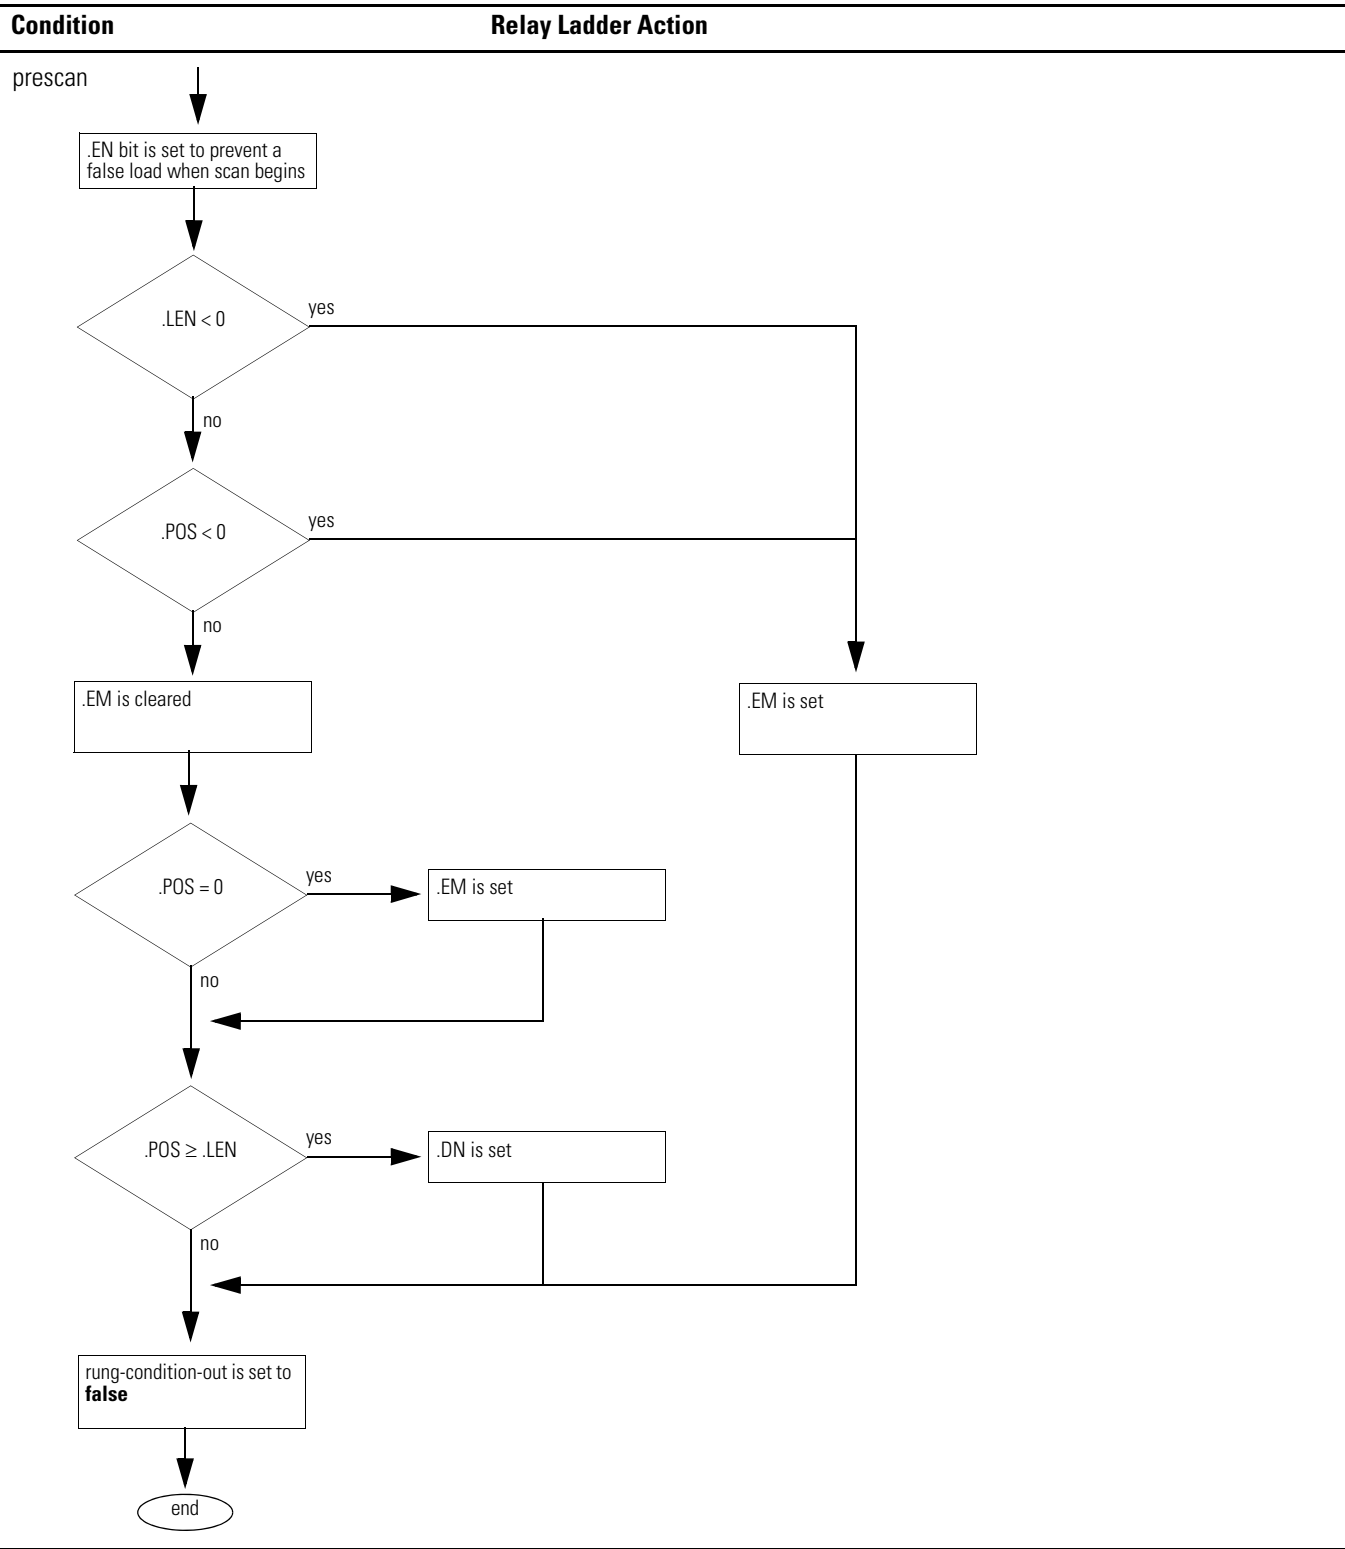 Condition
Relay Ladder Action
prescan
.EN bit is set to prevent a
false load when scan begins
.LEN < 0
yes
no
.POS < 0
yes
no
.EM is cleared
.EM is set
.POS = 0
yes
.EM is set
no
.POS ≥ .LEN
yes
.DN is set
no
rung-condition-out is set to
false
end